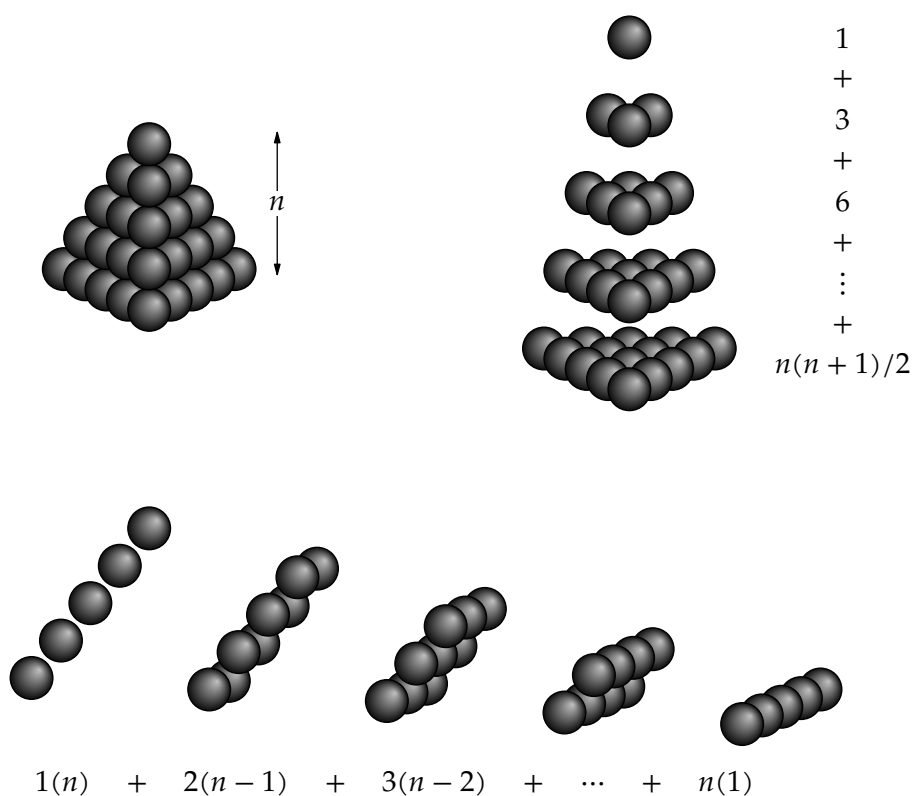 n
1
+
3
+
6
+
⋮
+
n(n + 1)/2
1(n) + 2(n − 1) + 3(n − 2) + ⋯ + n(1)